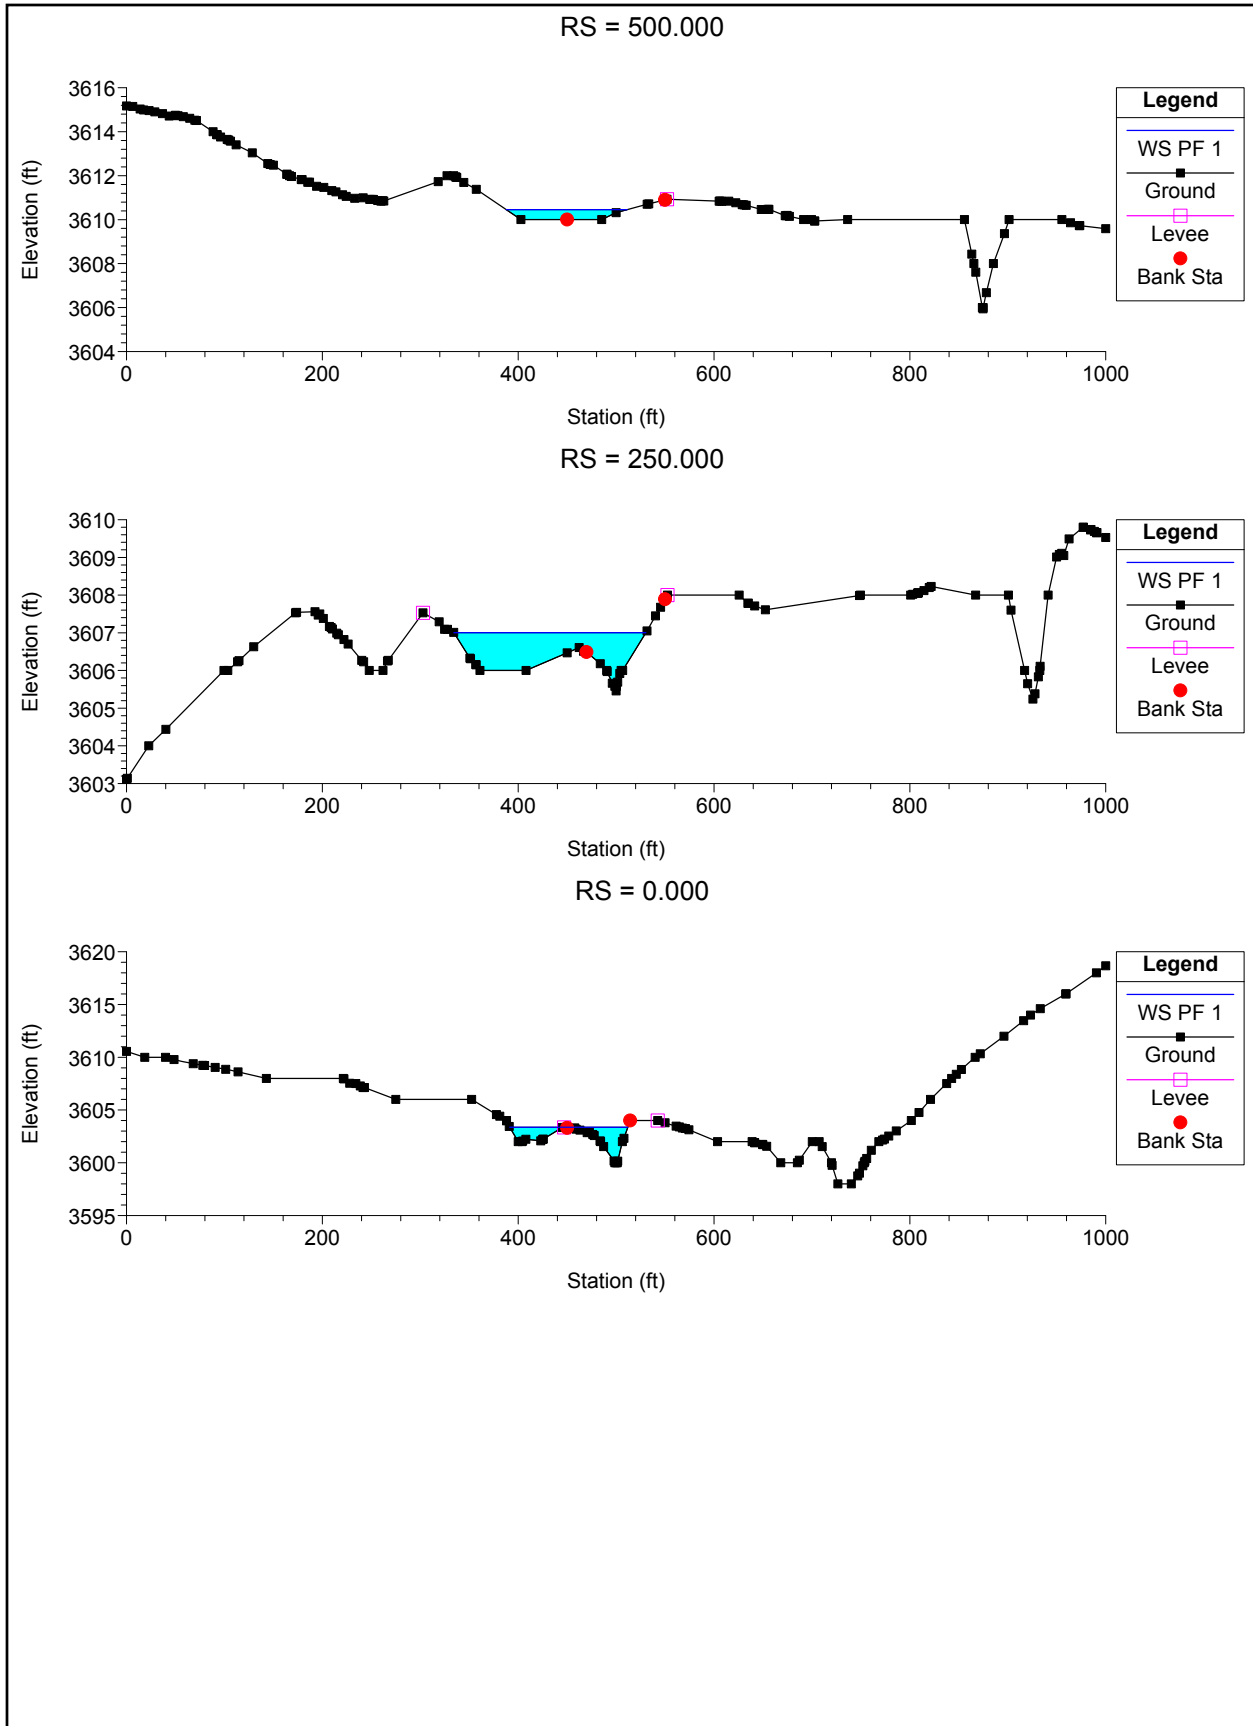 RS = 500.000
3616
3614
3612
3610
3608
3606
3604
Elevation (ft)
0 200 400 600 800 1000
Station (ft)
Legend
WS PF 1
Ground
Levee
Bank Sta
RS = 250.000
3610
3609
3608
3607
3606
3605
3604
3603
Elevation (ft)
0 200 400 600 800 1000
Station (ft)
Legend
WS PF 1
Ground
Levee
Bank Sta
RS = 0.000
3620
3615
3610
3605
3600
3595
Elevation (ft)
0 200 400 600 800 1000
Station (ft)
Legend
WS PF 1
Ground
Levee
Bank Sta